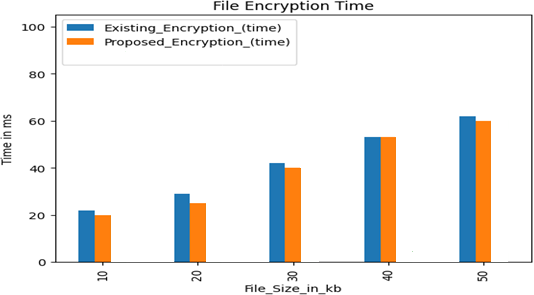 File Encryption Time
Existing_Encryption_(time)
Proposed_Encryption_(time)
Time in ms
100
80
60
40
20
0
10
20
30
40
50
File_Size_in_kb